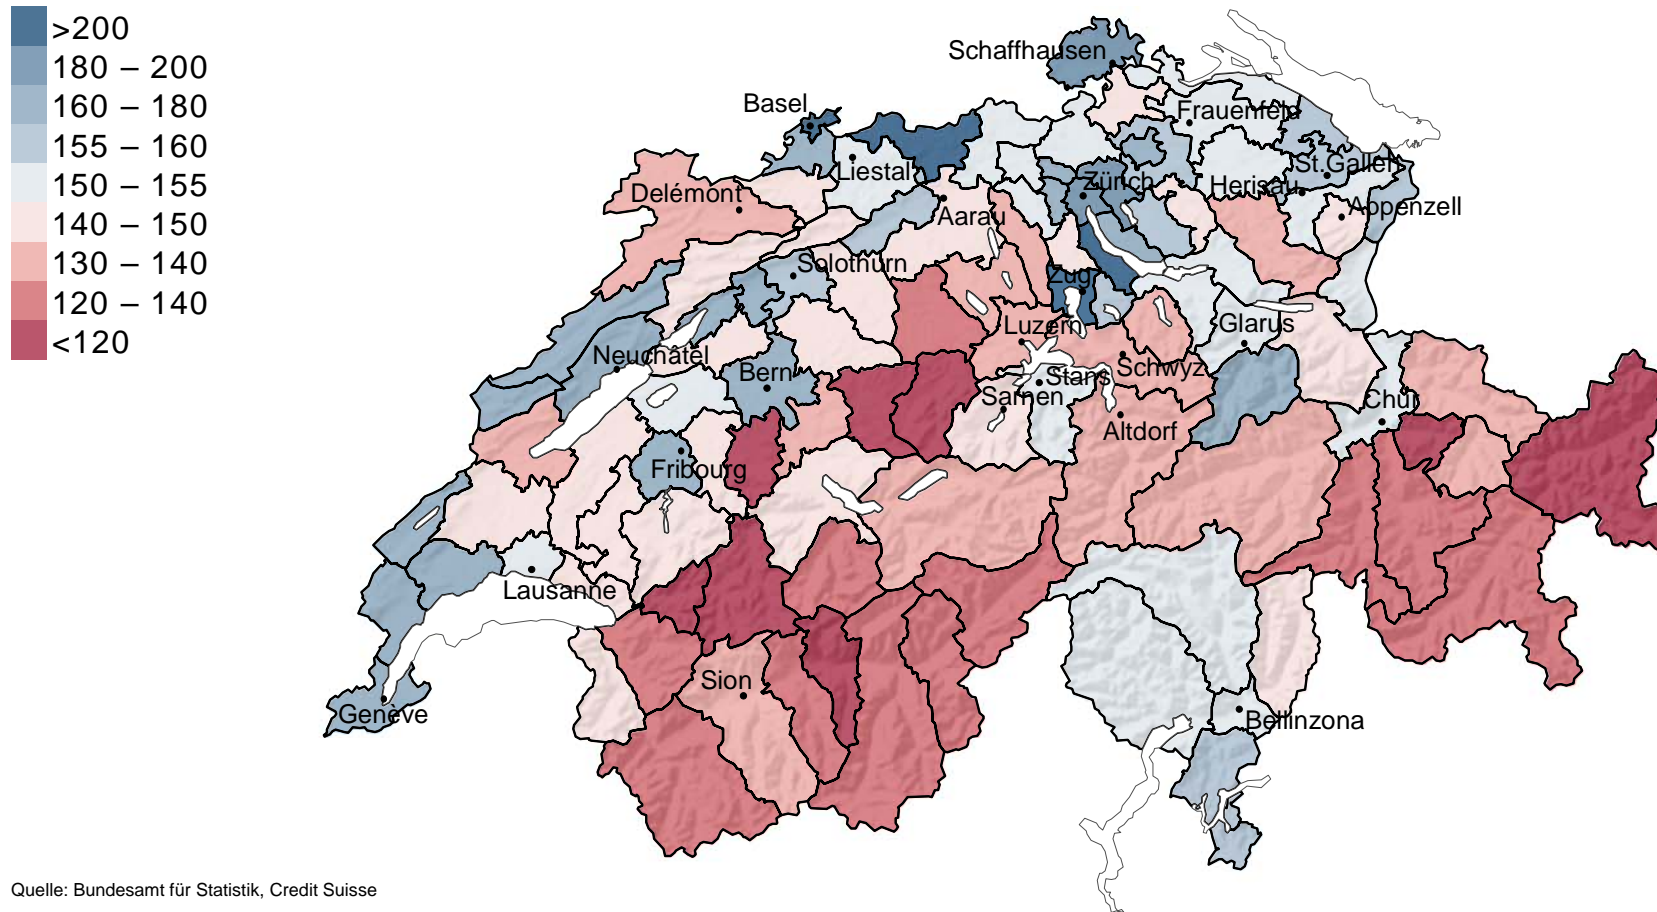 >200
180 – 200
160 – 180
155 – 160
150 – 155
140 – 150
130 – 140
120 – 140
<120
Schaffhausen
Basel
Frauenfeld
Liestal
St.Gallen
Zürich
Herisau
Delémont
Aarau
Appenzell
Solothurn
Zug
Luzern
Glarus
Neuchâtel
Bern
Schwyz
Stans
Sarnen
Chur
Altdorf
Fribourg
Lausanne
Sion
Genève
Bellinzona
Quelle: Bundesamt für Statistik, Credit Suisse